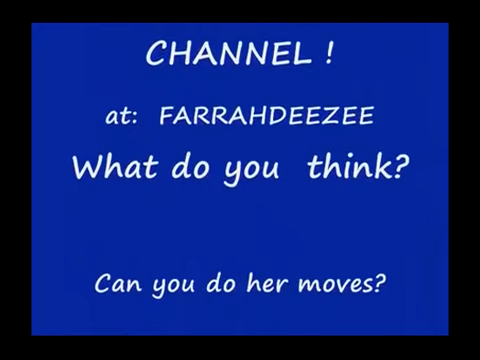 CHANNEL !
at: FARRAHDEEZEE
What do you think?
Can you do her moves?